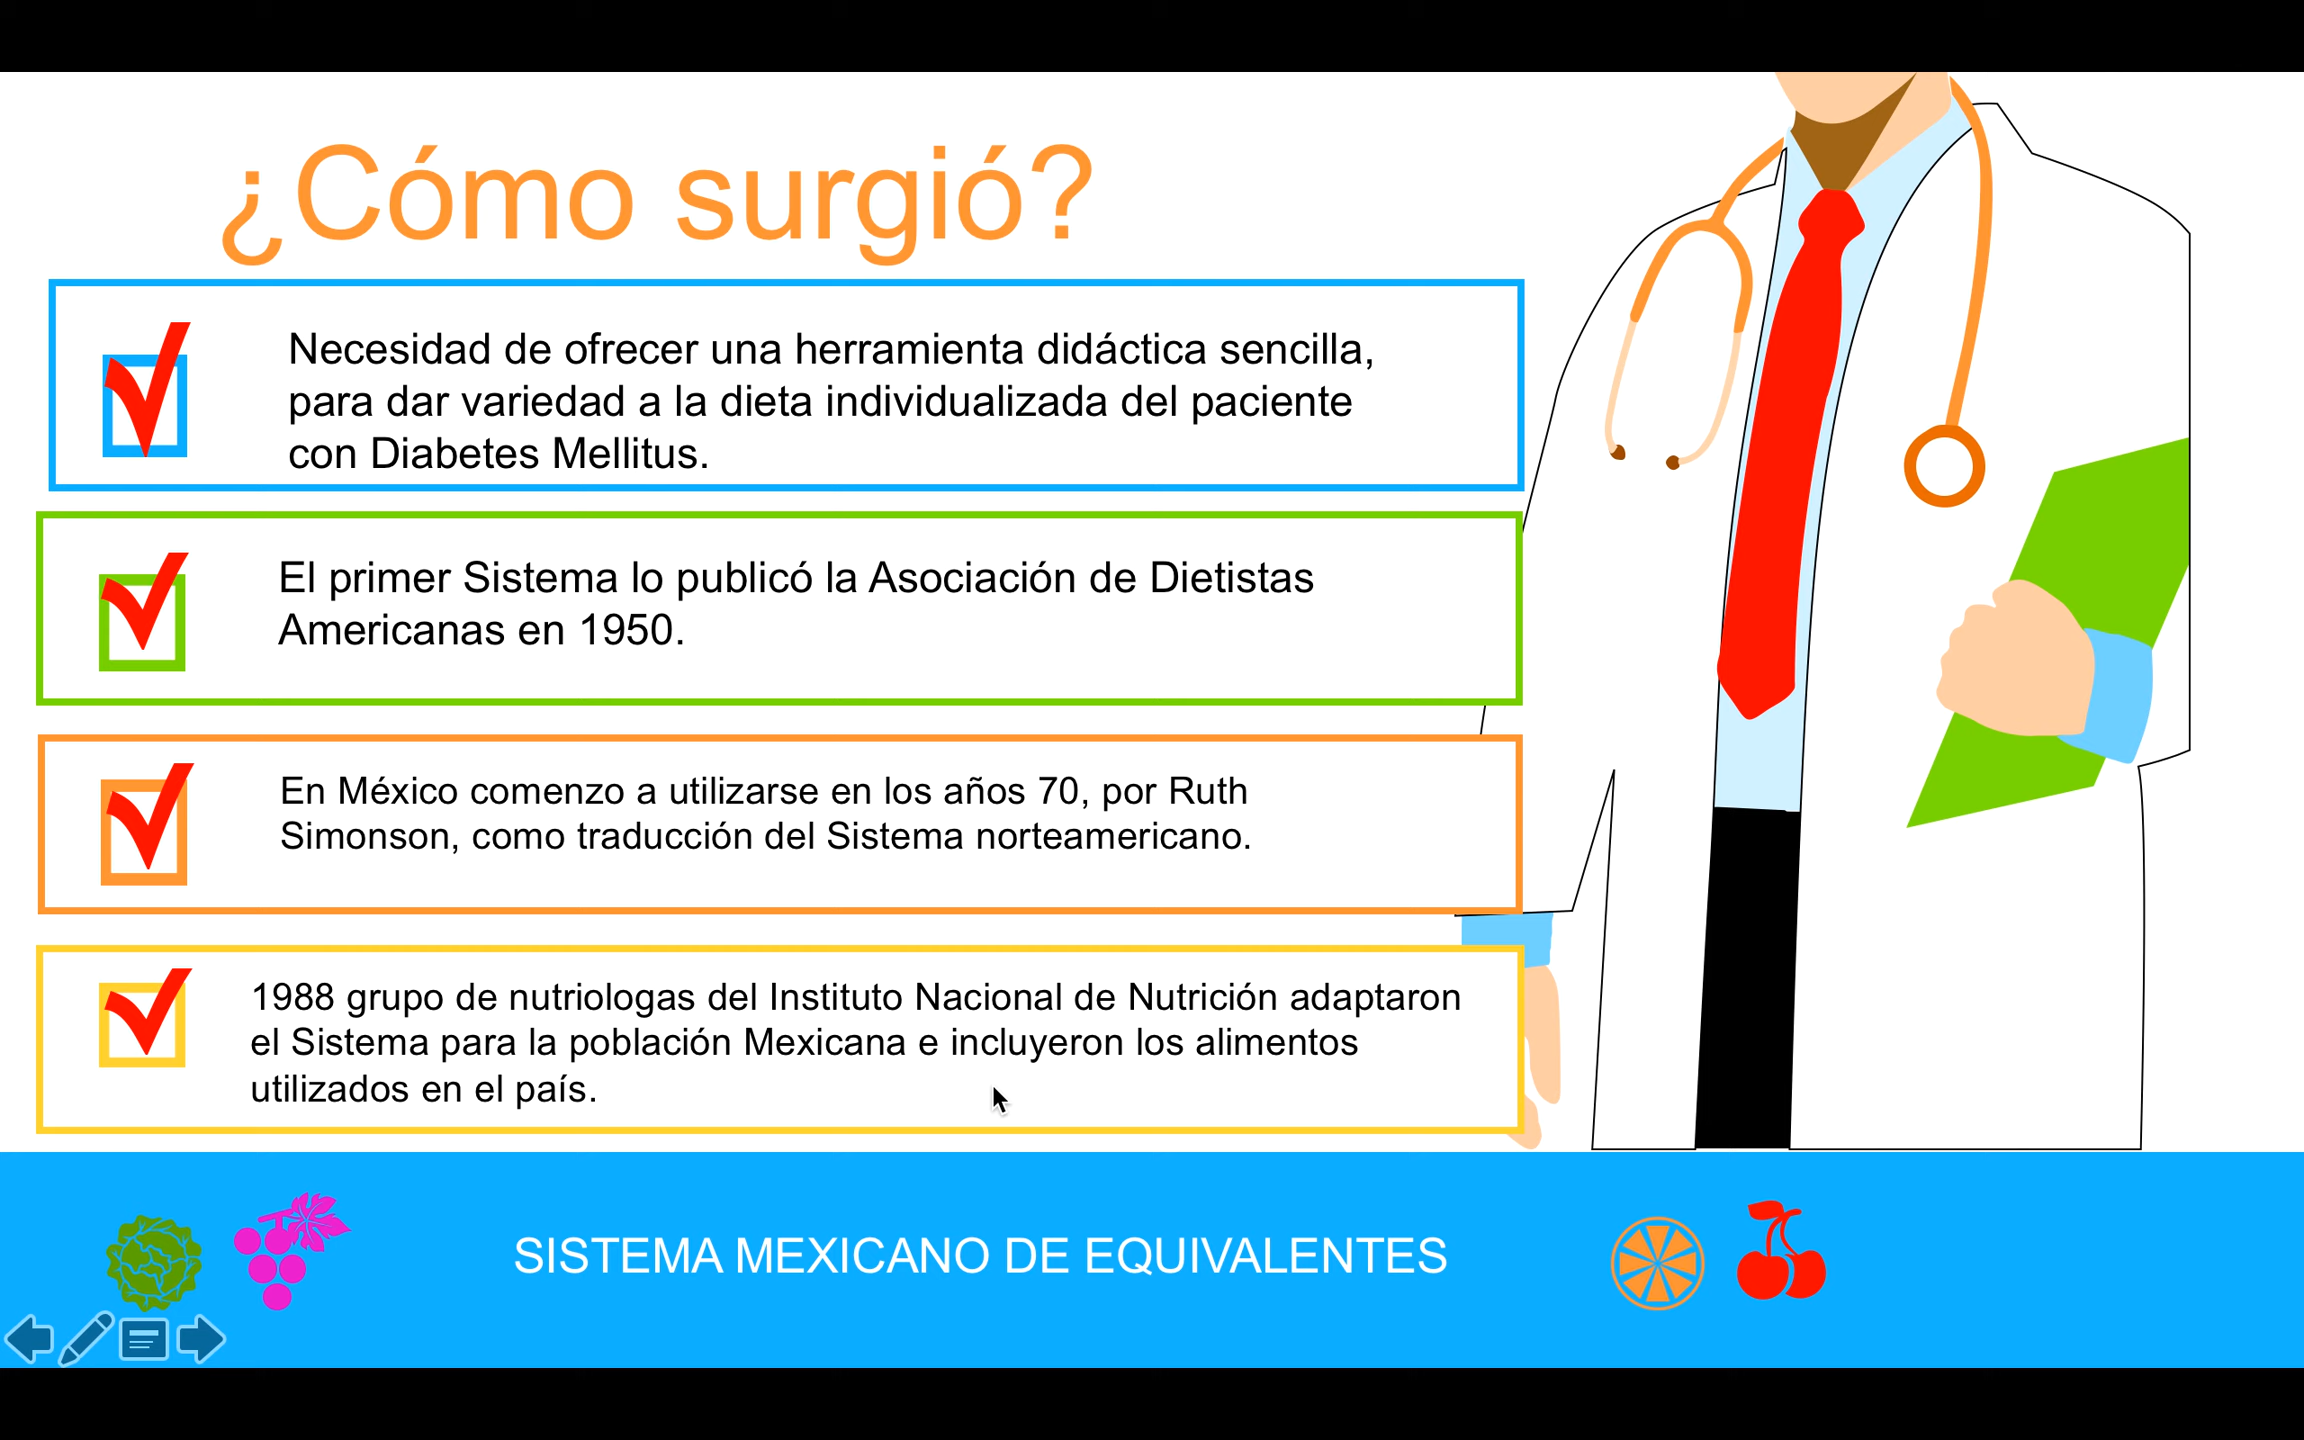 ¿Cómo surgió?
Necesidad de ofrecer una herramienta didáctica sencilla,
para dar variedad a la dieta individualizada del paciente
con Diabetes Mellitus.
El primer Sistema lo publicó la Asociación de Dietistas
Americanas en 1950.
En México comenzo a utilizarse en los años 70, por Ruth
Simonson, como traducción del Sistema norteamericano.
1988 grupo de nutriologas del Instituto Nacional de Nutrición adaptaron
el Sistema para la población Mexicana e incluyeron los alimentos
utilizados en el país.
SISTEMA MEXICANO DE EQUIVALENTES